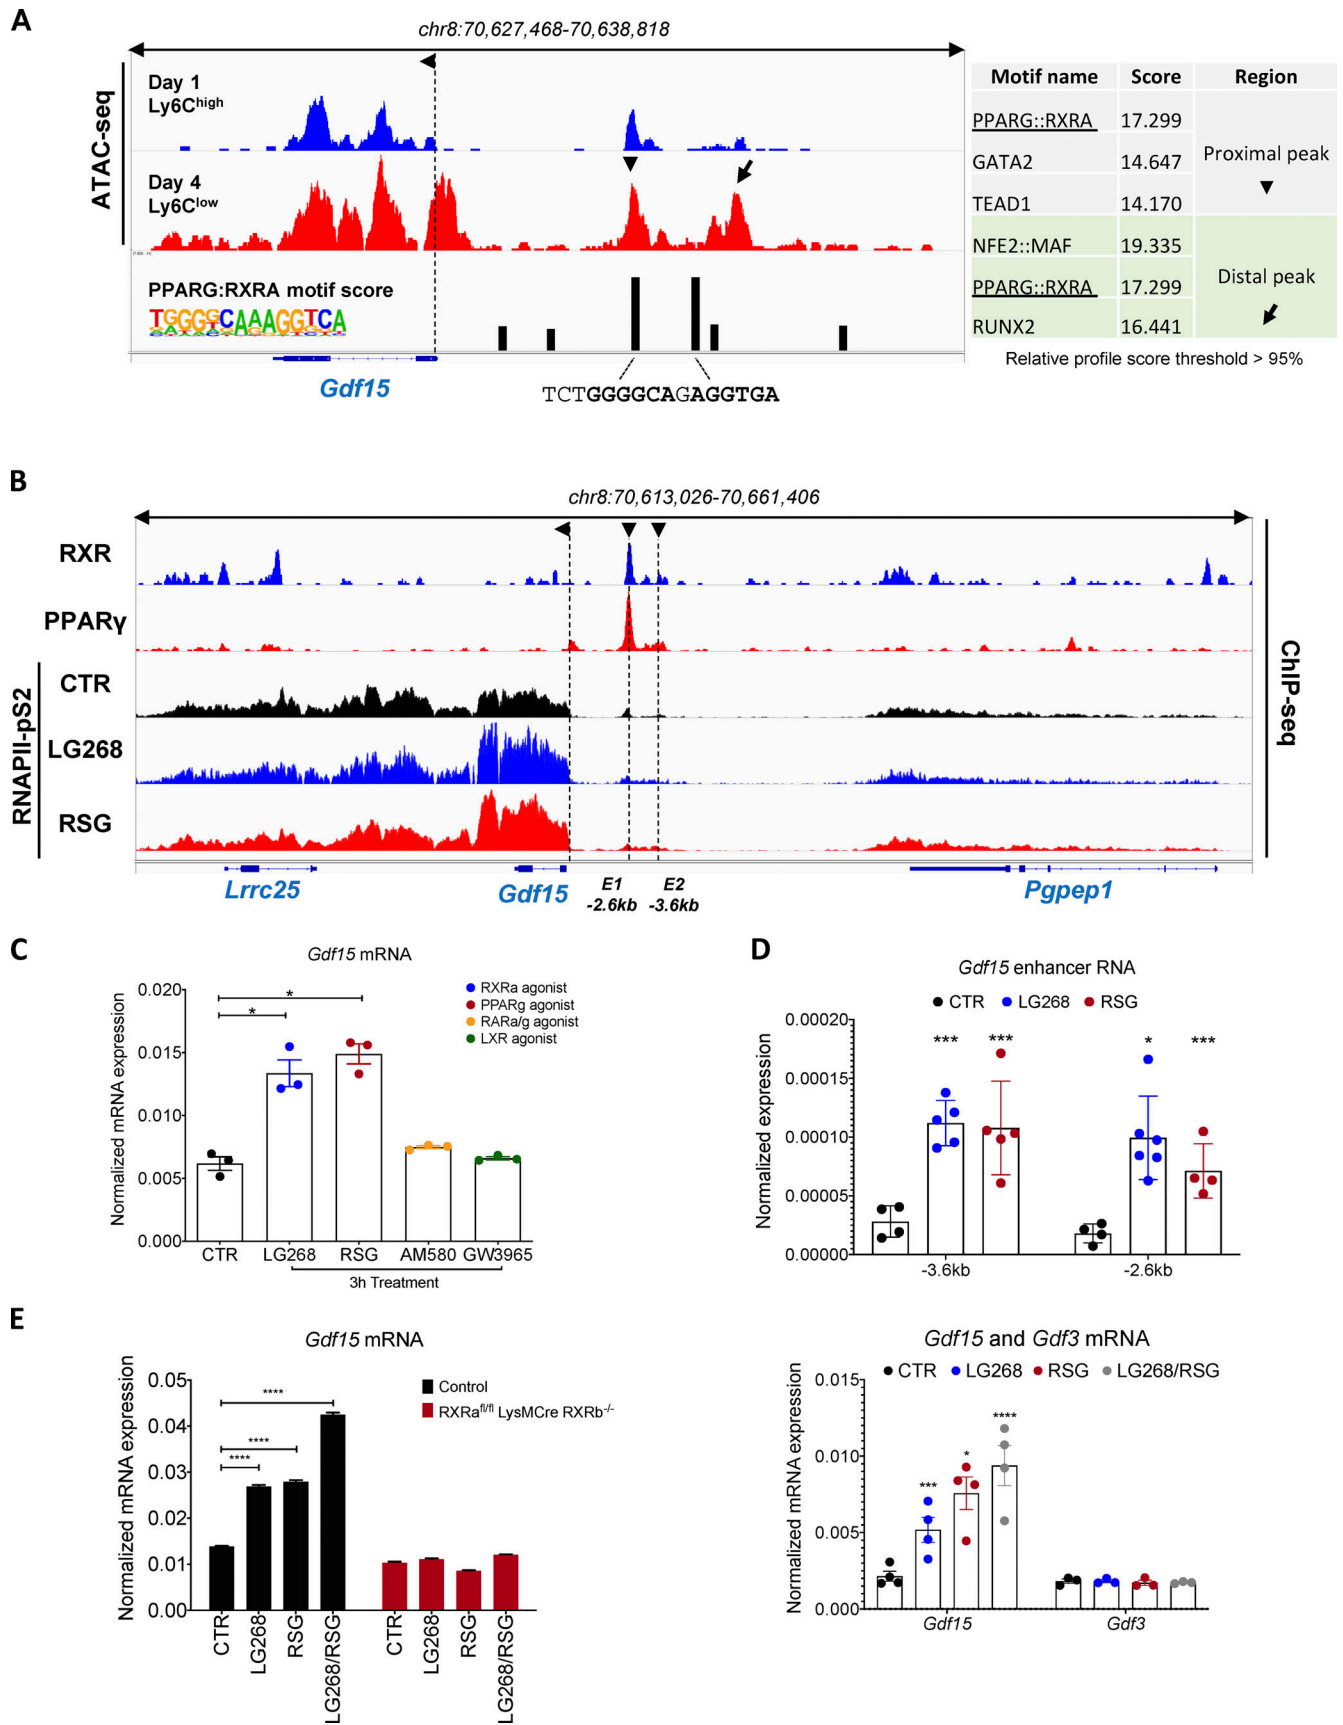 A
chr8:70,627,468-70,638,818
ATAC-seq
Day 1
Ly6Chigh
Day 4
Ly6Clow
PPARG:RXRA motif score
TGGGTCAAAGGTCA
Gdf15
TCTGGGGCAGAGGTGA
Motif name Score Region
PPARG::RXRA 17.299
GATA2 14.647 Proximal peak
TEAD1 14.170
NFE2::MAF 19.335
PPARG::RXRA 17.299 Distal peak
RUNX2 16.441
Relative profile score threshold > 95%
B
chr8:70,613,026-70,661,406
RXR
PPARγ
CTR
LG268
RSG
RNAPII-pS2
ChIP-seq
Lrrc25 Gdf15 E1 E2 Pgpep1
-2.6kb -3.6kb
C
Gdf15 mRNA
Normalized mRNA expression
0.020
0.015
0.010
0.005
0.000
RXRa agonist
PPARg agonist
RARa/g agonist
LXR agonist
*
*
CTR LG268 RSG AM580 GW3965
3h Treatment
D
Gdf15 enhancer RNA
CTR LG268 RSG
Normalized expression
0.00020
0.00015
0.00010
0.00005
0.00000
*** *** * ***
-3.6kb -2.6kb
E
Gdf15 mRNA
Normalized mRNA expression
0.05
0.04
0.03
0.02
0.01
0.00
Control
RXRafl/fl LysMCre RXRb-/-
****
****
****
CTR LG268 RSG LG268/RSG CTR LG268 RSG LG268/RSG
Gdf15 and Gdf3 mRNA
CTR LG268 RSG LG268/RSG
Normalized mRNA expression
0.015
0.010
0.005
0.000
*** * ****
Gdf15 Gdf3